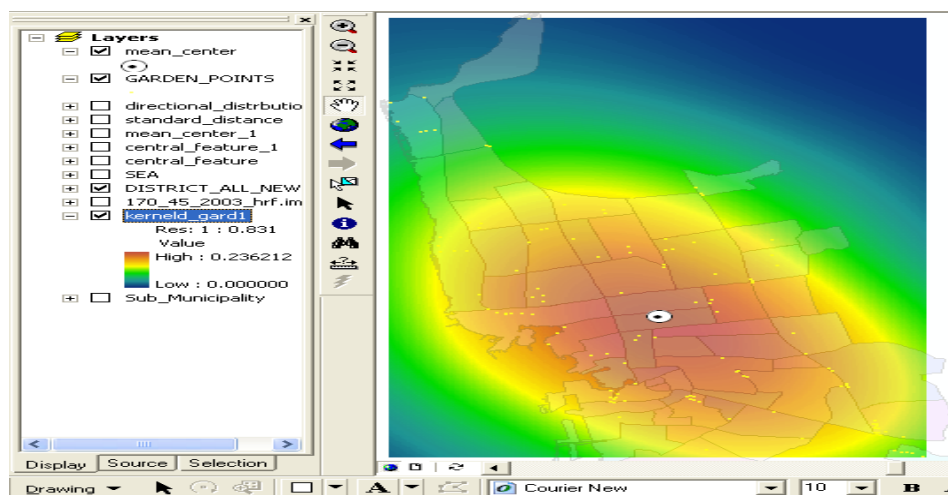 Layers
mean_center
GARDEN_POINTS
directional_distrbutio
standard_distance
mean_center_1
central_feature_1
central_feature
SEA
DISTRICT_ALL_NEW
170_45_2003_hrf.im
kerneld_gard1
Res: 1 : 0.831
Value
High : 0.236212
Low : 0.000000
Sub_Municipality
Display Source Selection
Drawing A Courier New 10 B